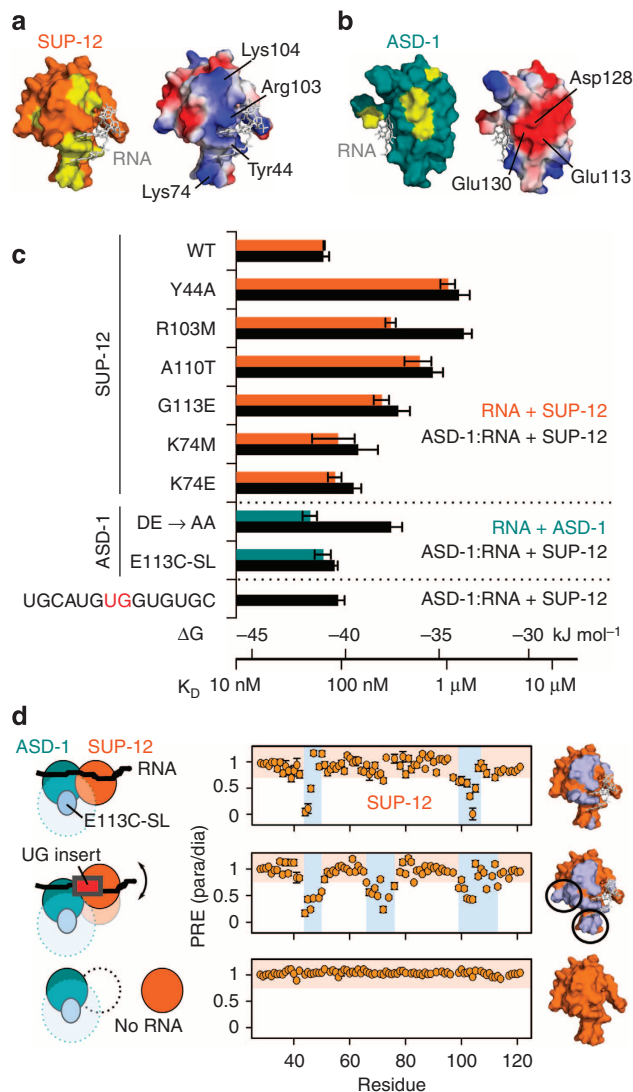 a
SUP-12
Lys104
Arg103
RNA
Tyr44
Lys74
b
ASD-1
Asp128
RNA
Glu130
Glu113
c
SUP-12
WT
Y44A
R103M
A110T
G113E
K74M
K74E
RNA + SUP-12
ASD-1:RNA + SUP-12
ASD-1
DE → AA
E113C-SL
RNA + ASD-1
ASD-1:RNA + SUP-12
UGCAUGUGGUGUGC
ASD-1:RNA + SUP-12
ΔG
–45 –40 –35 –30 kJ mol–1
KD
10 nM 100 nM 1 μM 10 μM
d
ASD-1 SUP-12
RNA
E113C-SL
UG insert
No RNA
PRE (para/dia)
1
0.5
0
SUP-12
1
0.5
0
1
0.5
0
40 60 80 100 120
Residue